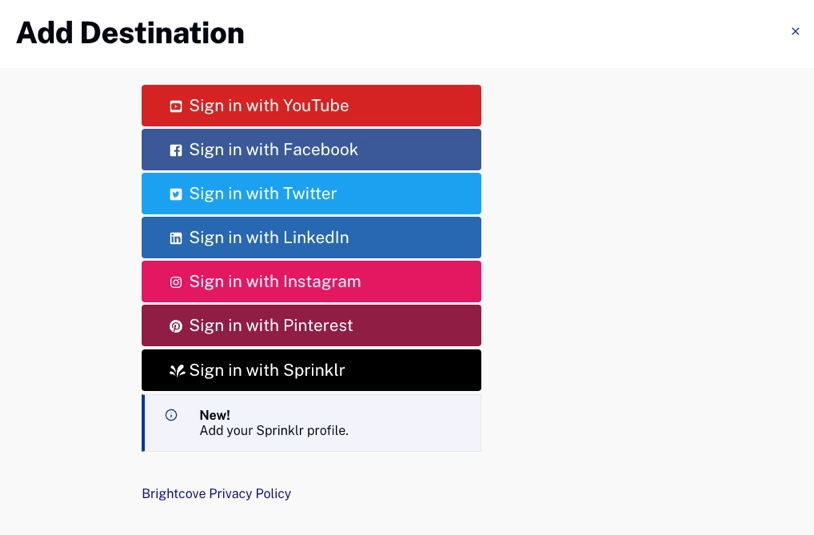 Add Destination
Sign in with YouTube
Sign in with Facebook
Sign in with Twitter
Sign in with LinkedIn
Sign in with Instagram
Sign in with Pinterest
Sign in with Sprinklr
New!
Add your Sprinklr profile.
Brightcove Privacy Policy